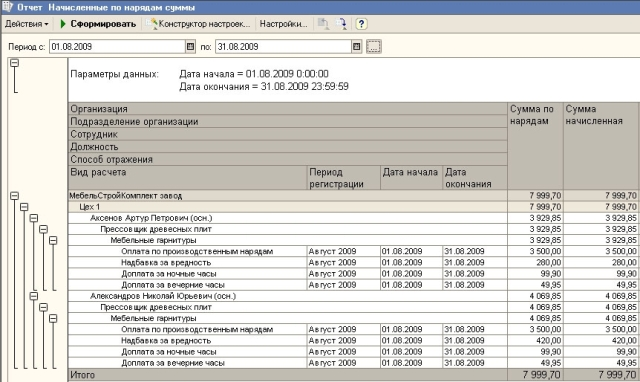 Отчет Начисленные по нарядам суммы
Действия Сформировать Конструктор настроек... Настройки... ?
Период с: 01.08.2009 по: 31.08.2009 ...
Параметры данных: Дата начала = 01.08.2009 0:00:00
Дата окончания = 31.08.2009 23:59:59
Организация Сумма по нарядам Сумма начисленная
Подразделение организации
Сотрудник
Должность
Способ отражения
Вид расчета Период регистрации Дата начала Дата окончания
МебельСтройКомплект завод 7 999,70 7 999,70
Цех 1 7 999,70 7 999,70
Аксенов Артур Петрович (осн.) 3 929,85 3 929,85
Прессовщик древесных плит 3 929,85 3 929,85
Мебельные гарнитуры 3 929,85 3 929,85
Оплата по производственным нарядам Август 2009 01.08.2009 31.08.2009 3 500,00 3 500,00
Надбавка за вредность Август 2009 01.08.2009 31.08.2009 280,00 280,00
Доплата за ночные часы Август 2009 01.08.2009 31.08.2009 99,90 99,90
Доплата за вечерние часы Август 2009 01.08.2009 31.08.2009 49,95 49,95
Александров Николай Юрьевич (осн.) 4 069,85 4 069,85
Прессовщик древесных плит 4 069,85 4 069,85
Мебельные гарнитуры 4 069,85 4 069,85
Оплата по производственным нарядам Август 2009 01.08.2009 31.08.2009 3 500,00 3 500,00
Надбавка за вредность Август 2009 01.08.2009 31.08.2009 420,00 420,00
Доплата за ночные часы Август 2009 01.08.2009 31.08.2009 99,90 99,90
Доплата за вечерние часы Август 2009 01.08.2009 31.08.2009 49,95 49,95
Итого 7 999,70 7 999,70